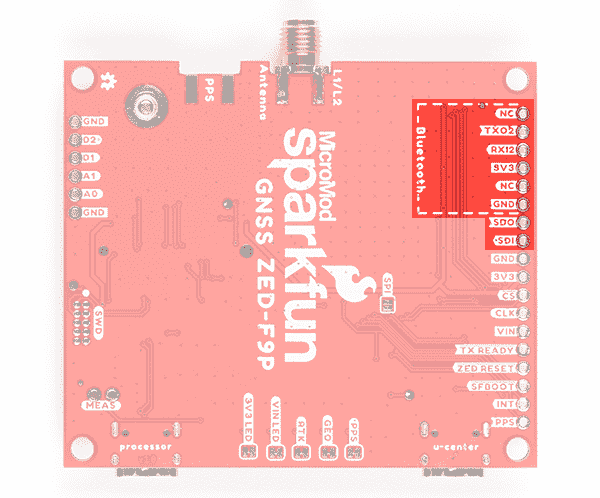 PPS
Antenna
L1/L2
GND
D2
D1
A1
A0
GND
MicroMod
sparkfun
GNSS ZED-F9P
Bluetooth
NC
TXO2
RXI2
3V3
NC
GND
SDO
SDI
GND
3V3
CS
CLK
VIN
TX READY
ZED RESET
SFBOOT
INT
PPS
SPI
SWD
MEAS
3V3 LED
VIN LED
RTK
GEO
PPS
processor
u-center